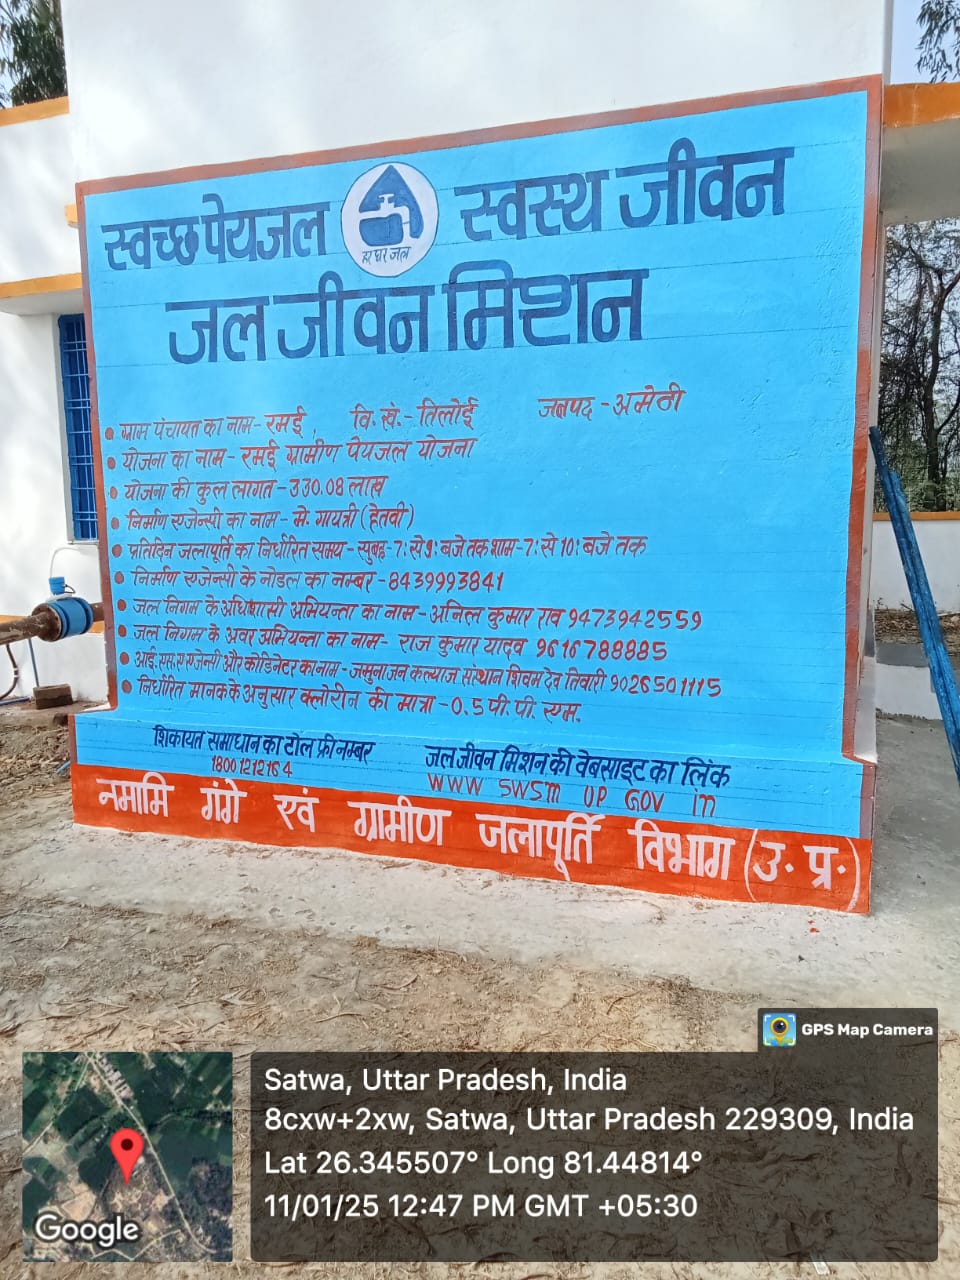 स्वच्छ पेयजल स्वस्थ जीवन
हर घर जल
जल जीवन मिशन
ग्राम पंचायत का नाम- रमई, वि. खं.- तिलोई जनपद - अमेठी
योजना का नाम- रमई ग्रामीण पेयजल योजना
योजना की कुल लागत - 330.08 लाख
निर्माण एजेन्सी का नाम - मे. गायत्री (हेतवी)
प्रतिदिन जलापूर्ति का निर्धारित समय - सुबह - 7: से 9: बजे तक शाम - 7: से 10: बजे तक
निर्माण एजेन्सी के नोडल का नम्बर - 8439993841
जल निगम के अधिशासी अभियन्ता का नाम - अनिल कुमार राव 9473942559
जल निगम के अवर अभियन्ता का नाम- राज कुमार यादव 9616788885
आई. एस. ए एजेन्सी और कोडिनेटर का नाम - जमुना जन कल्याज संस्थान शिवम देव तिवारी 9026501115
निर्धारित मानक के अनुसार क्लोरीन की मात्रा - 0.5 पी. पी. एम.
शिकायत समाधान का टोल फ्री नम्बर
18001212164
जल जीवन मिशन की वेबसाइट का लिंक
WWW SWSM UP GOV in
नमामि गंगे एवं ग्रामीण जलापूर्ति विभाग (उ. प्र.)
GPS Map Camera
Satwa, Uttar Pradesh, India
8cxw+2xw, Satwa, Uttar Pradesh 229309, India
Lat 26.345507° Long 81.44814°
11/01/25 12:47 PM GMT +05:30
Google